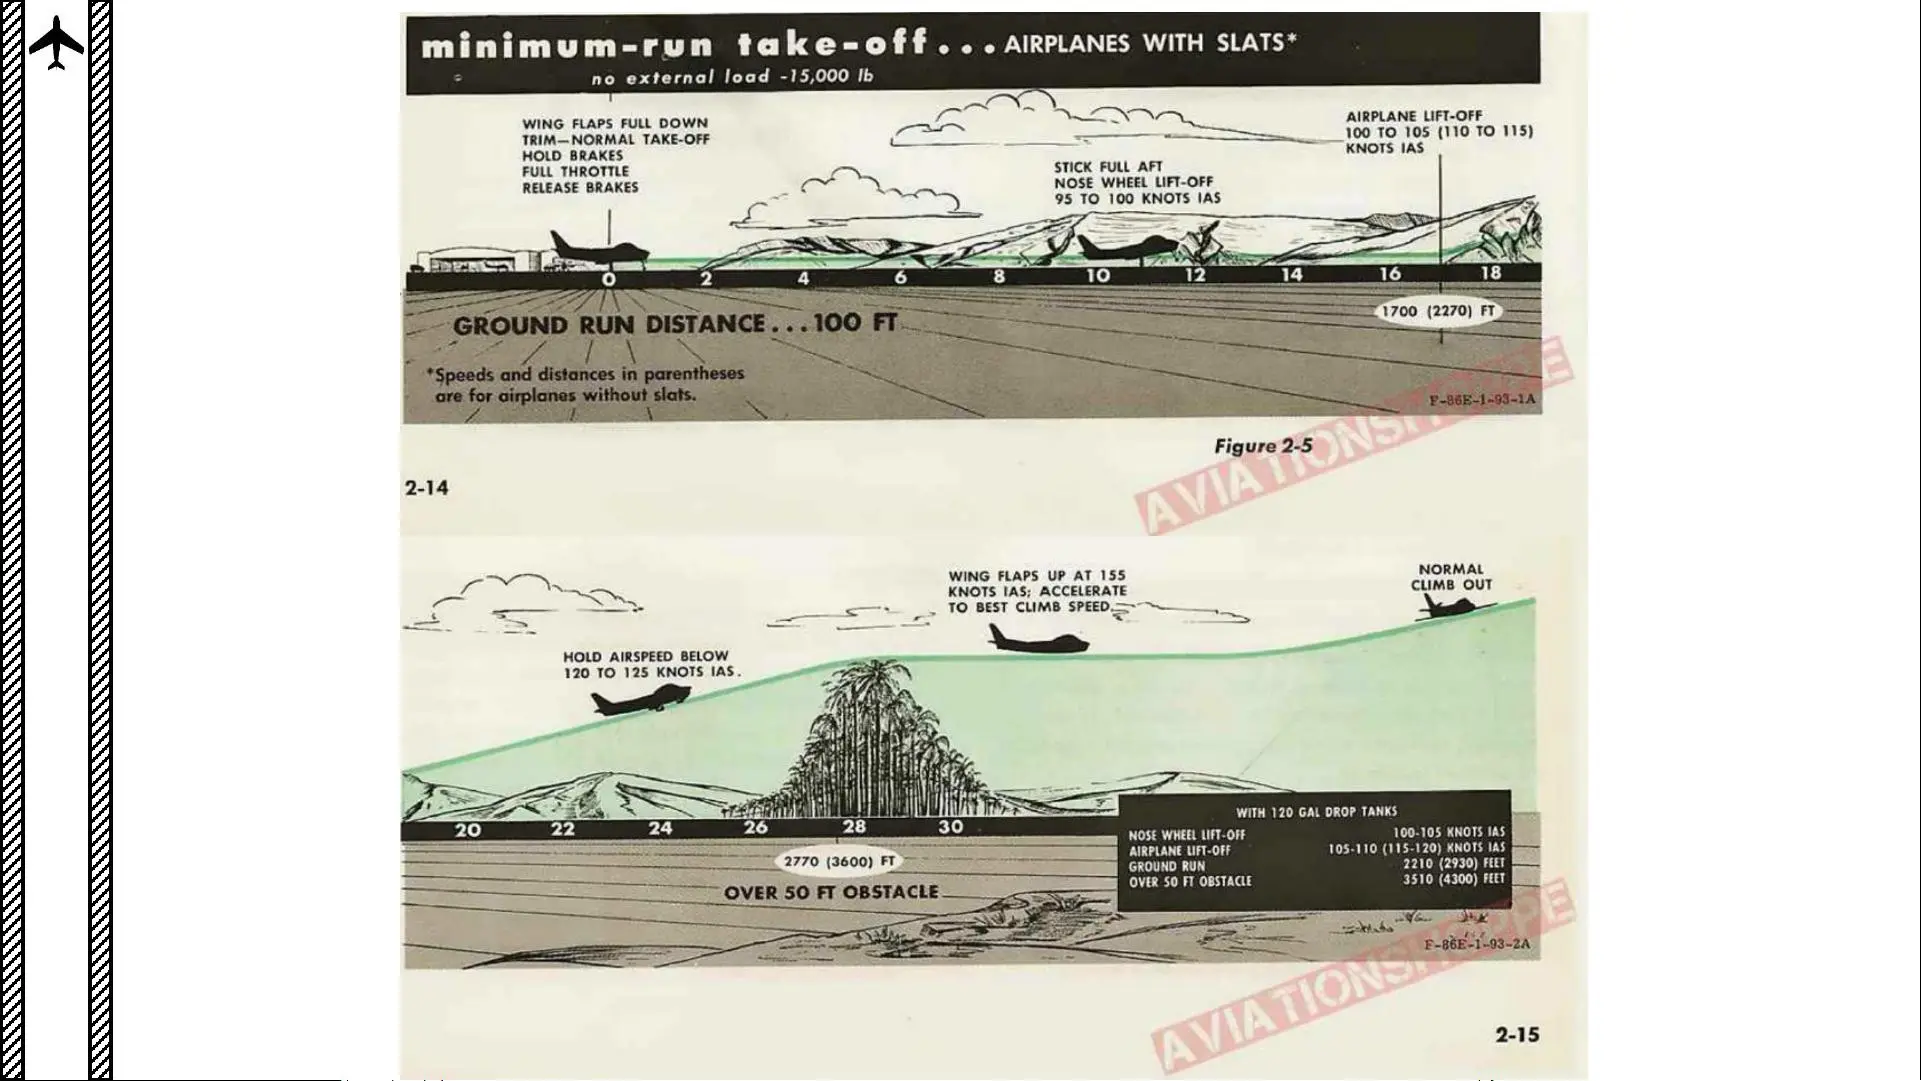 minimum-run take-off... AIRPLANES WITH SLATS*
no external load -15,000 lb
WING FLAPS FULL DOWN
TRIM—NORMAL TAKE-OFF
HOLD BRAKES
FULL THROTTLE
RELEASE BRAKES
STICK FULL AFT
NOSE WHEEL LIFT-OFF
95 TO 100 KNOTS IAS
AIRPLANE LIFT-OFF
100 TO 105 (110 TO 115)
KNOTS IAS
0 2 4 6 8 10 12 14 16 18
1700 (2270) FT
GROUND RUN DISTANCE...100 FT
*Speeds and distances in parentheses
are for airplanes without slats.
F-86E-1-93-1A
Figure 2-5
AVIATIONSHOPPE
2-14
HOLD AIRSPEED BELOW
120 TO 125 KNOTS IAS.
WING FLAPS UP AT 155
KNOTS IAS; ACCELERATE
TO BEST CLIMB SPEED.
NORMAL
CLIMB OUT
20 22 24 26 28 30
2770 (3600) FT
OVER 50 FT OBSTACLE
WITH 120 GAL DROP TANKS
NOSE WHEEL LIFT-OFF 100-105 KNOTS IAS
AIRPLANE LIFT-OFF 105-110 (115-120) KNOTS IAS
GROUND RUN 2210 (2930) FEET
OVER 50 FT OBSTACLE 3510 (4300) FEET
F-86E-1-93-2A
AVIATIONSHOPPE
2-15